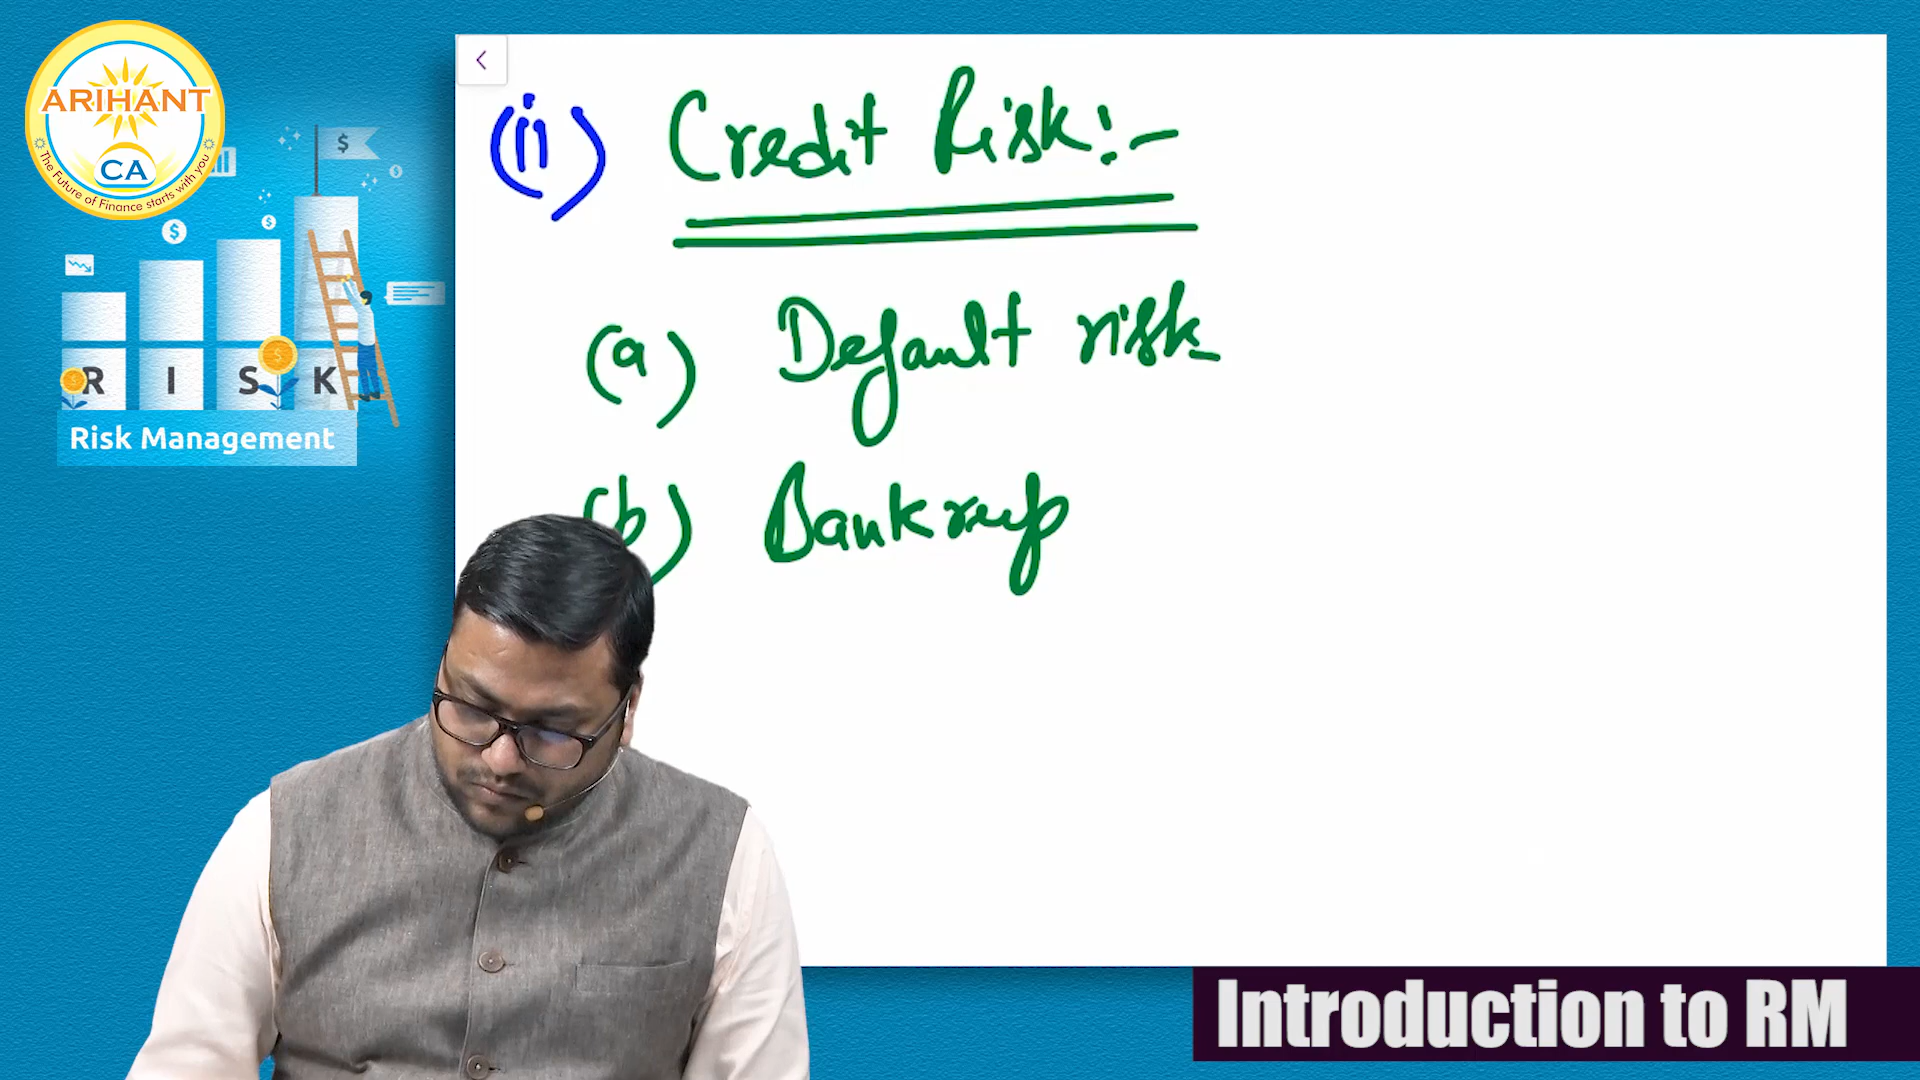 ARIHANT
CA
The Future of Finance starts with you
$
$
$
$
$
R I S K
Risk Management
(ii) Credit Risk:-
(a) Default risk
(b) Bankrup
Introduction to RM